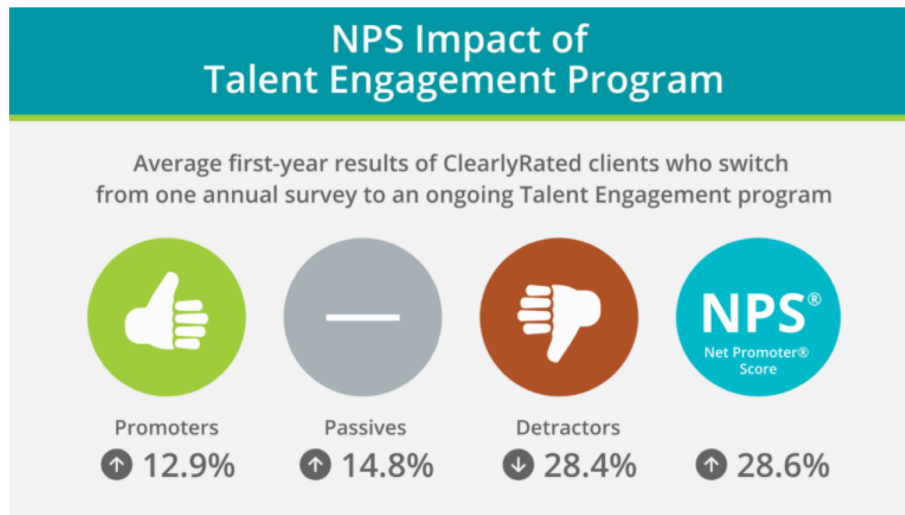 NPS Impact of
Talent Engagement Program
Average first-year results of ClearlyRated clients who switch
from one annual survey to an ongoing Talent Engagement program
NPS®
Net Promoter®
Score
Promoters
12.9%
Passives
14.8%
Detractors
28.4%
28.6%